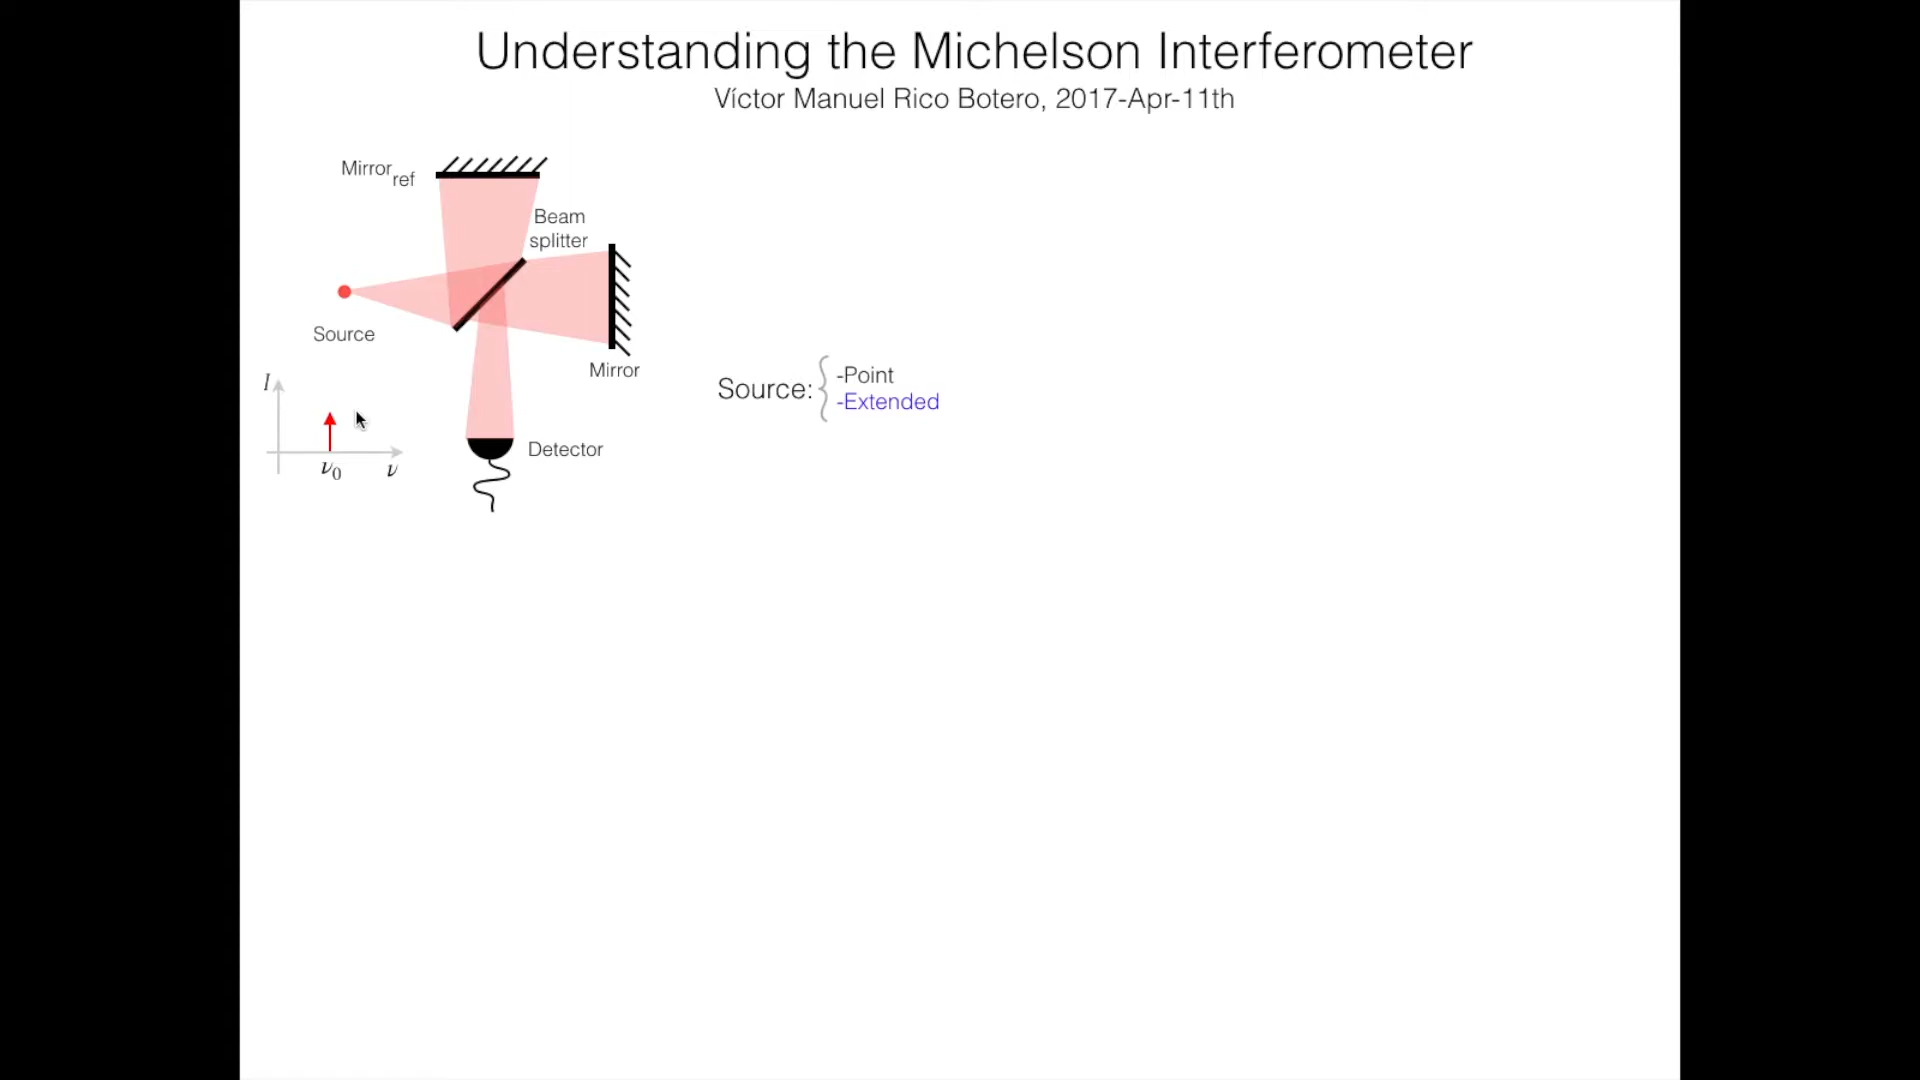 Understanding the Michelson Interferometer
Víctor Manuel Rico Botero, 2017-Apr-11th
Mirror_ref
Beam
splitter
Source
Mirror
I
Source: { -Point
-Extended
Detector
ν₀ ν